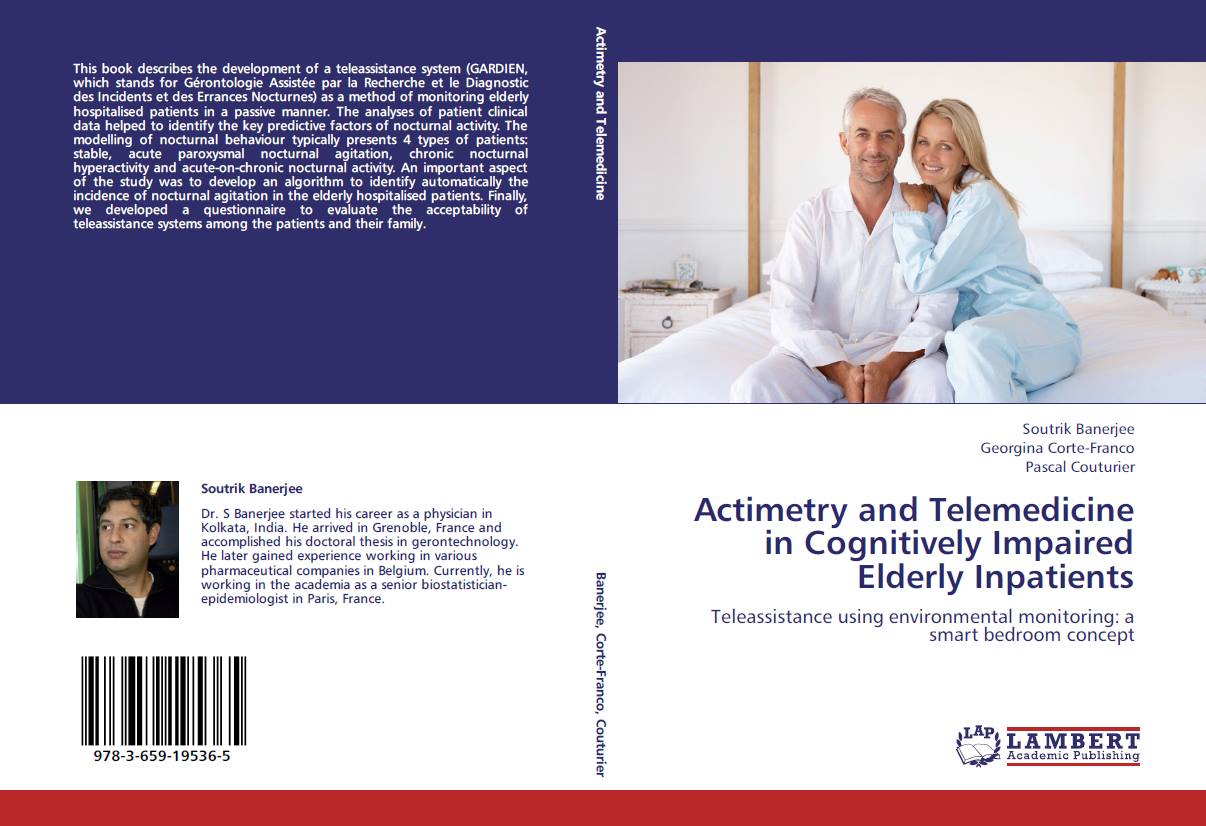 This book describes the development of a teleassistance system (GARDIEN,
which stands for Gérontologie Assistée par la Recherche et le Diagnostic
des Incidents et des Errances Nocturnes) as a method of monitoring elderly
hospitalised patients in a passive manner. The analyses of patient clinical
data helped to identify the key predictive factors of nocturnal activity. The
modelling of nocturnal behaviour typically presents 4 types of patients:
stable, acute paroxysmal nocturnal agitation, chronic nocturnal
hyperactivity and acute-on-chronic nocturnal activity. An important aspect
of the study was to develop an algorithm to identify automatically the
incidence of nocturnal agitation in the elderly hospitalised patients. Finally,
we developed a questionnaire to evaluate the acceptability of
teleassistance systems among the patients and their family.
Soutrik Banerjee
Dr. S Banerjee started his career as a physician in
Kolkata, India. He arrived in Grenoble, France and
accomplished his doctoral thesis in gerontechnology.
He later gained experience working in various
pharmaceutical companies in Belgium. Currently, he is
working in the academia as a senior biostatistician-
epidemiologist in Paris, France.
978-3-659-19536-5
Actimetry and Telemedicine
Banerjee, Corte-Franco, Couturier
Soutrik Banerjee
Georgina Corte-Franco
Pascal Couturier
Actimetry and Telemedicine
in Cognitively Impaired
Elderly Inpatients
Teleassistance using environmental monitoring: a
smart bedroom concept
LAP
LAMBERT
Academic Publishing